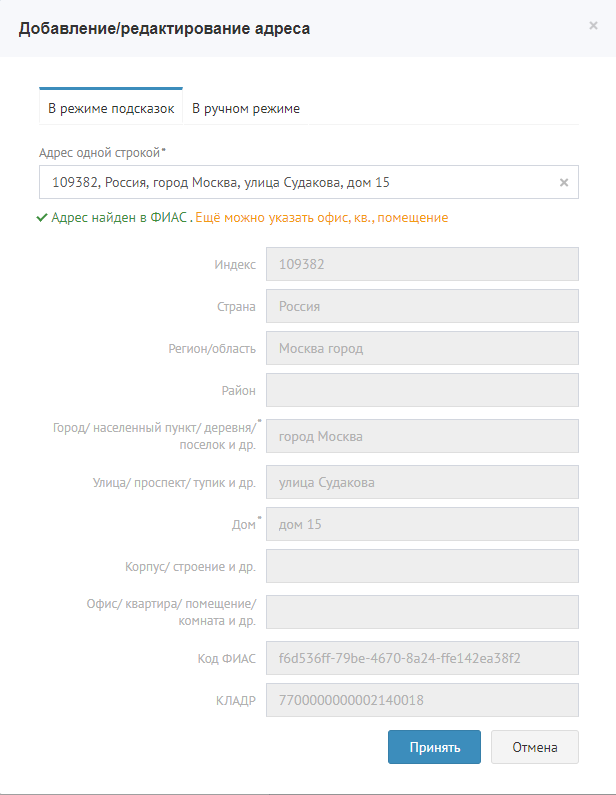 Добавление/редактирование адреса ×
В режиме подсказок В ручном режиме
Адрес одной строкой*
109382, Россия, город Москва, улица Судакова, дом 15 ×
Адрес найден в ФИАС . Ещё можно указать офис, кв., помещение
Индекс 109382
Страна Россия
Регион/область Москва город
Район
Город/ населенный пункт/ деревня/*
поселок и др. город Москва
Улица/ проспект/ тупик и др. улица Судакова
Дом* дом 15
Корпус/ строение и др.
Офис/ квартира/ помещение/
комната и др.
Код ФИАС f6d536ff-79be-4670-8a24-ffe142ea38f2
КЛАДР 7700000000002140018
Принять Отмена